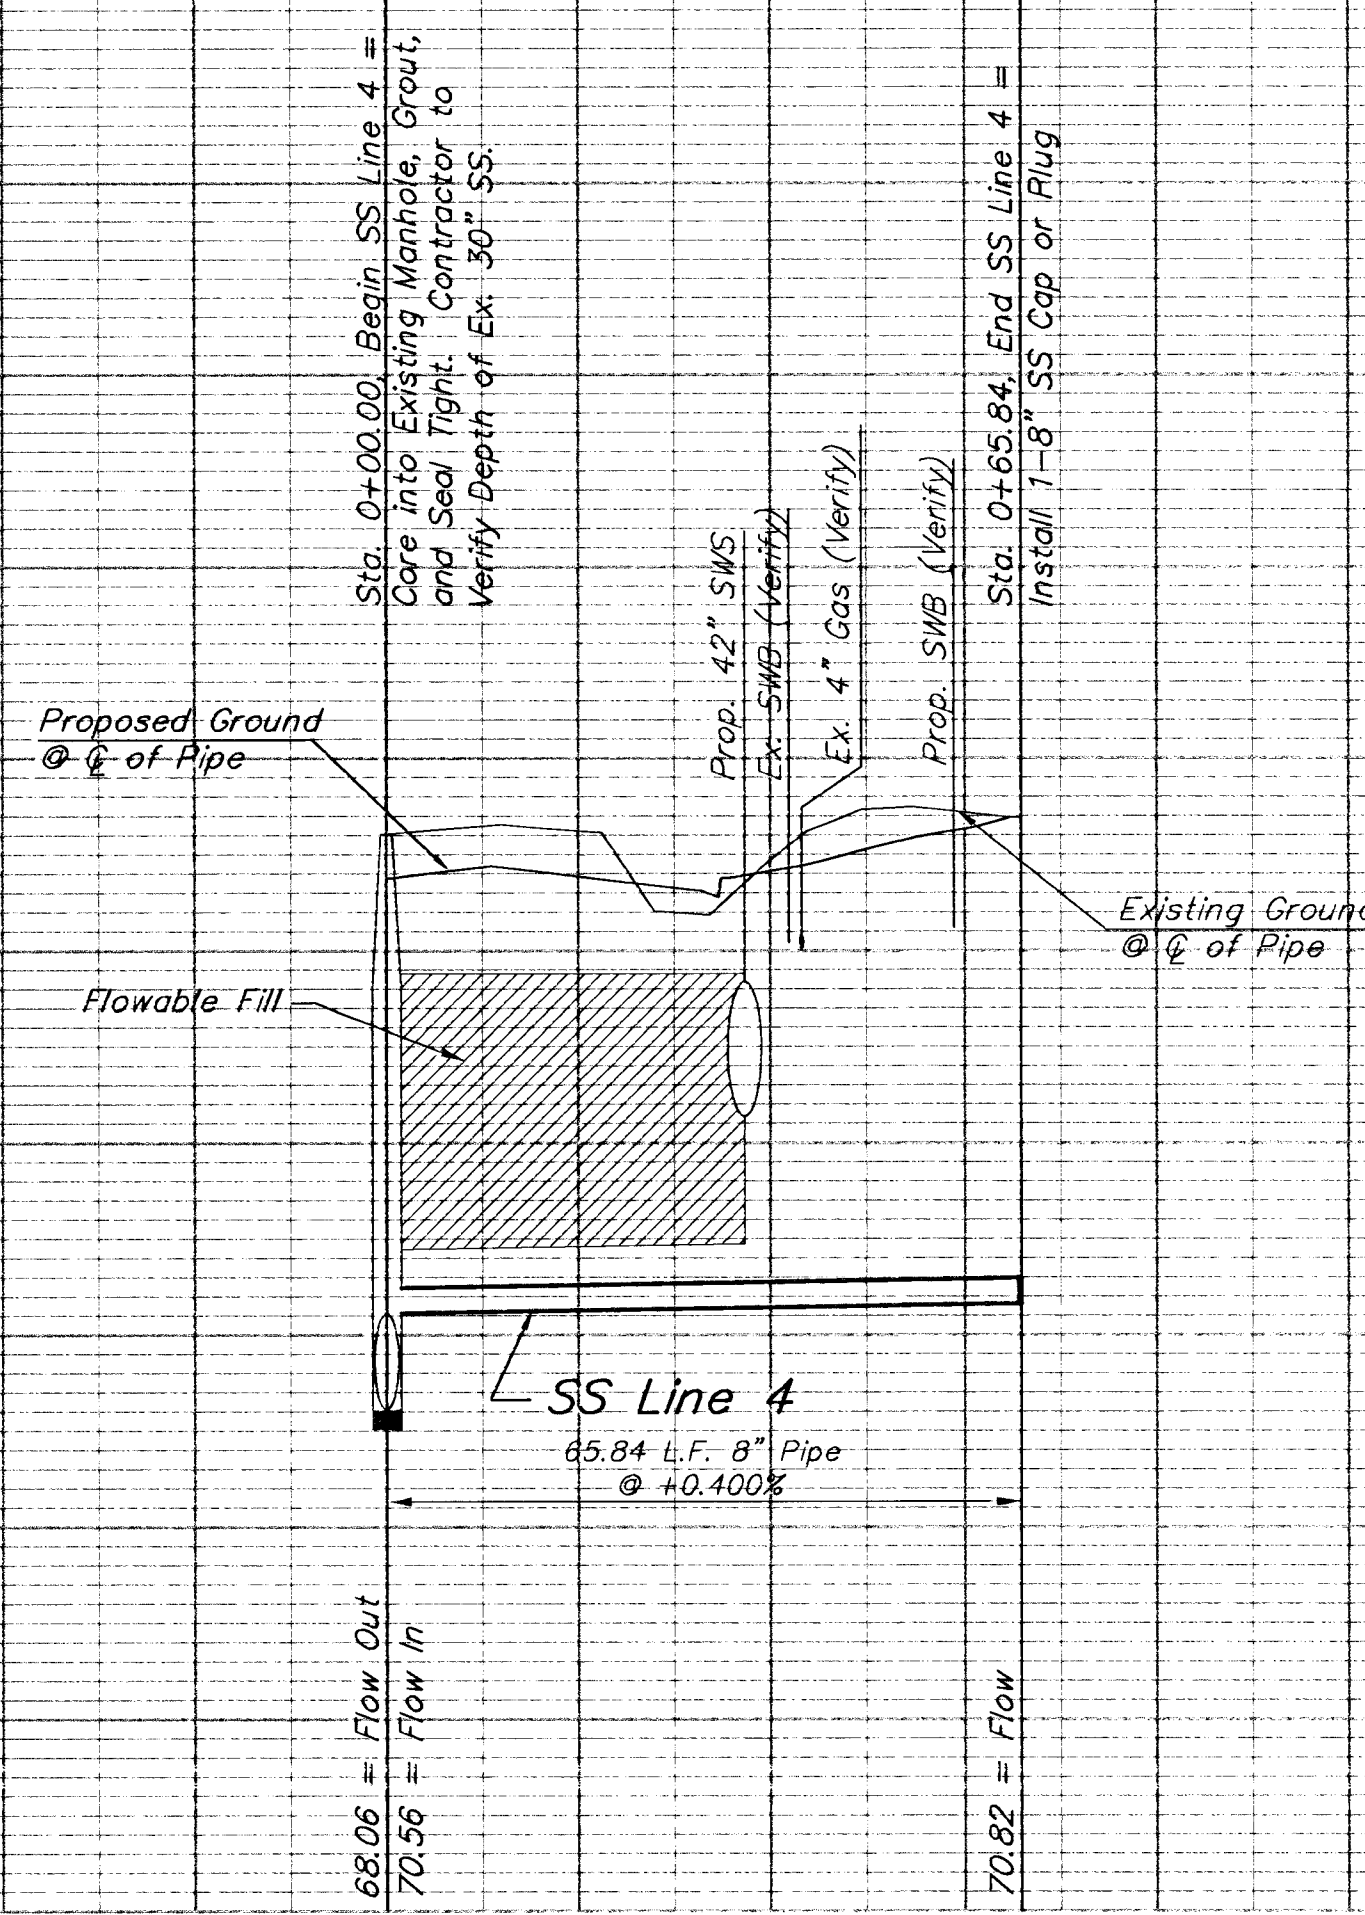 Sta. 0+00.00, Begin SS Line 4 =
Core into Existing Manhole, Grout,
and Seal Tight. Contractor to
Verify Depth of Ex. 30" SS.
Prop. 42" SWS
Ex. SWB (Verify)
Ex. 4" Gas (Verify)
Prop. SWB (Verify)
Sta. 0+65.84, End SS Line 4 =
Install 1-8" SS Cap or Plug
Proposed Ground
@ ℄ of Pipe
Existing Ground
@ ℄ of Pipe
Flowable Fill
SS Line 4
65.84 L.F. 8" Pipe
@ +0.400%
68.06 = Flow Out
70.56 = Flow In
70.82 = Flow